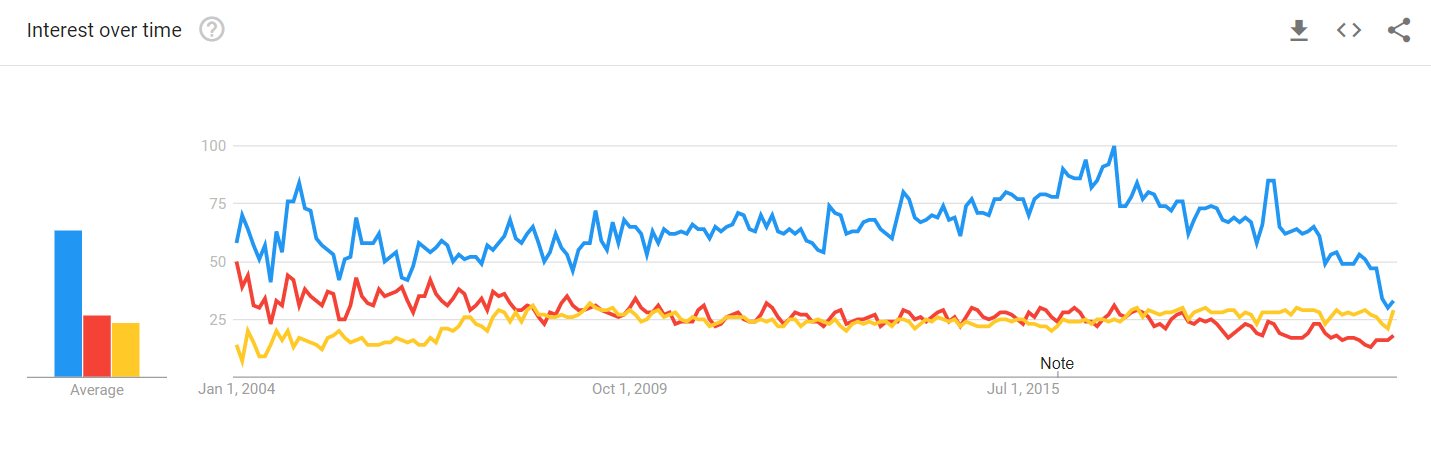 Interest over time
100
75
50
25
Note
Average
Jan 1, 2004
Oct 1, 2009
Jul 1, 2015